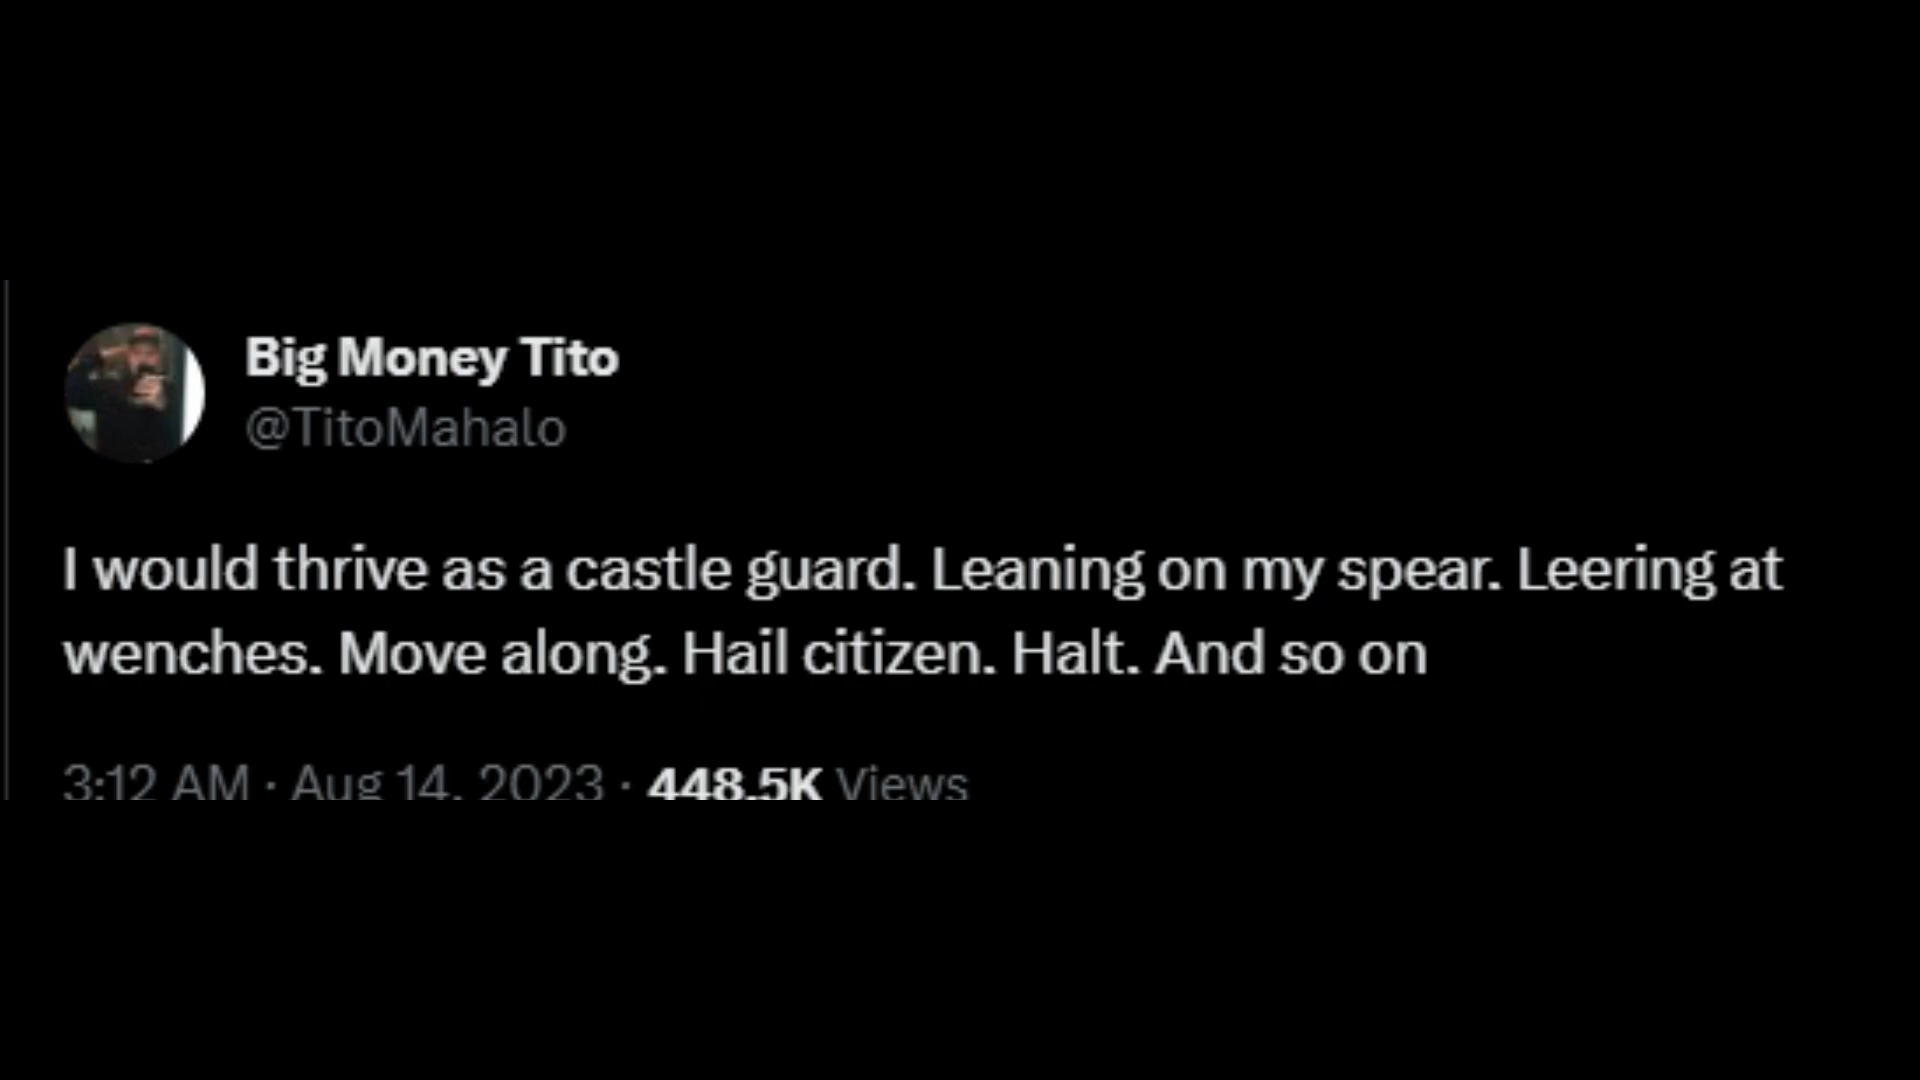 Big Money Tito
@TitoMahalo
I would thrive as a castle guard. Leaning on my spear. Leering at
wenches. Move along. Hail citizen. Halt. And so on
3:12 AM · Aug 14, 2023 · 448.5K Views